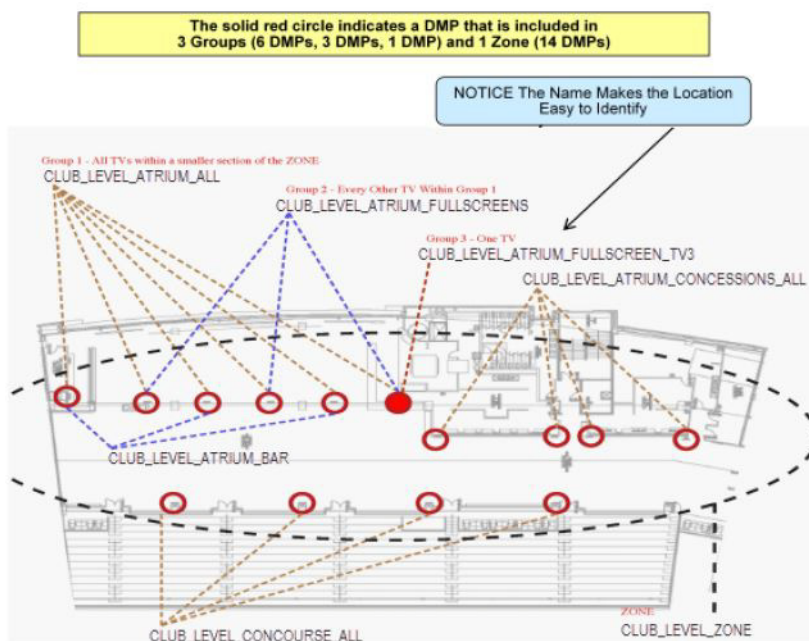 The solid red circle indicates a DMP that is included in
3 Groups (6 DMPs, 3 DMPs, 1 DMP) and 1 Zone (14 DMPs)
NOTICE The Name Makes the Location
Easy to Identify
Group 1 - All TVs within a smaller section of the ZONE
CLUB_LEVEL_ATRIUM_ALL
Group 2 - Every Other TV Within Group 1
CLUB_LEVEL_ATRIUM_FULLSCREENS
Group 3 - One TV
CLUB_LEVEL_ATRIUM_FULLSCREEN_TV3
CLUB_LEVEL_ATRIUM_CONCESSIONS_ALL
CLUB_LEVEL_ATRIUM_BAR
CLUB_LEVEL_CONCOURSE_ALL
ZONE
CLUB_LEVEL_ZONE